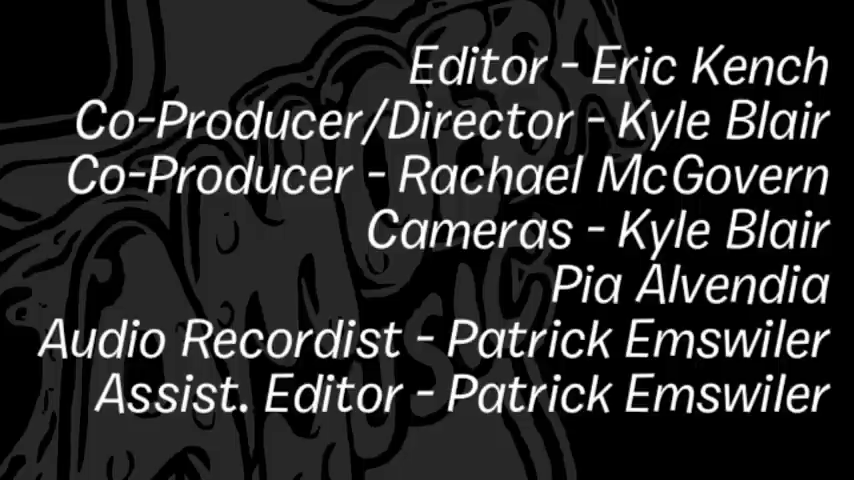 Editor - Eric Kench
Co-Producer/Director - Kyle Blair
Co-Producer - Rachael McGovern
Cameras - Kyle Blair
Pia Alvendia
Audio Recordist - Patrick Emswiler
Assist. Editor - Patrick Emswiler